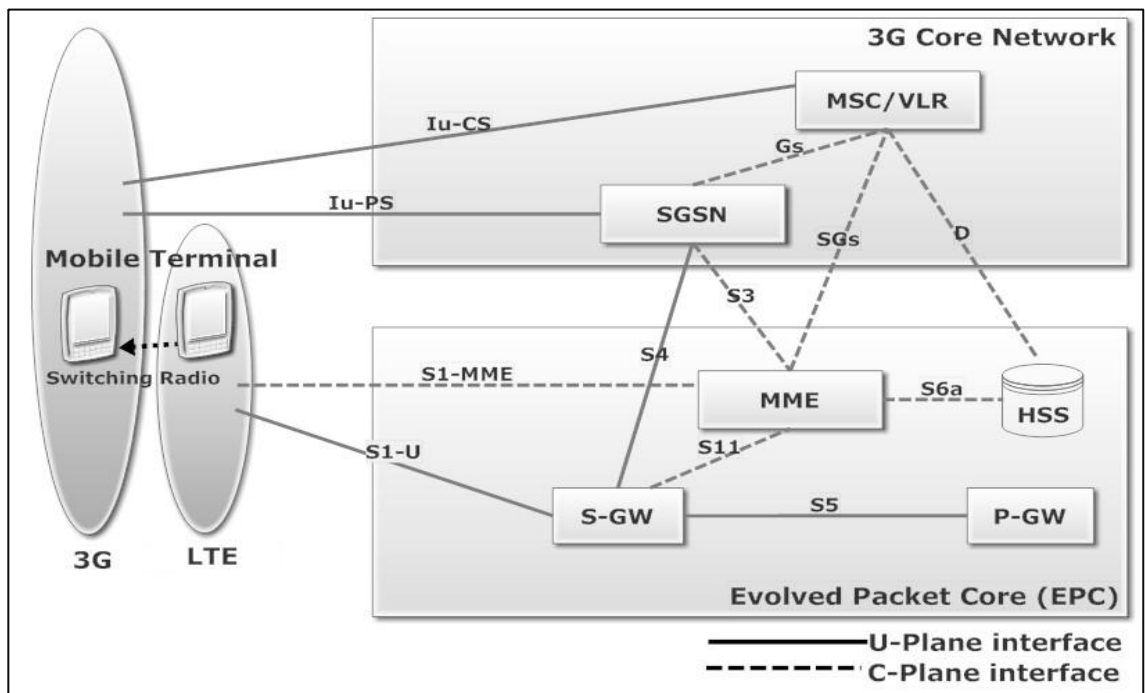 3G Core Network
MSC/VLR
Iu-CS
Gs
Iu-PS
SGSN
SGs
D
Mobile Terminal
S3
Switching Radio
S4
S1-MME
MME
S6a
HSS
S11
S1-U
S-GW
S5
P-GW
3G
LTE
Evolved Packet Core (EPC)
U-Plane interface
C-Plane interface